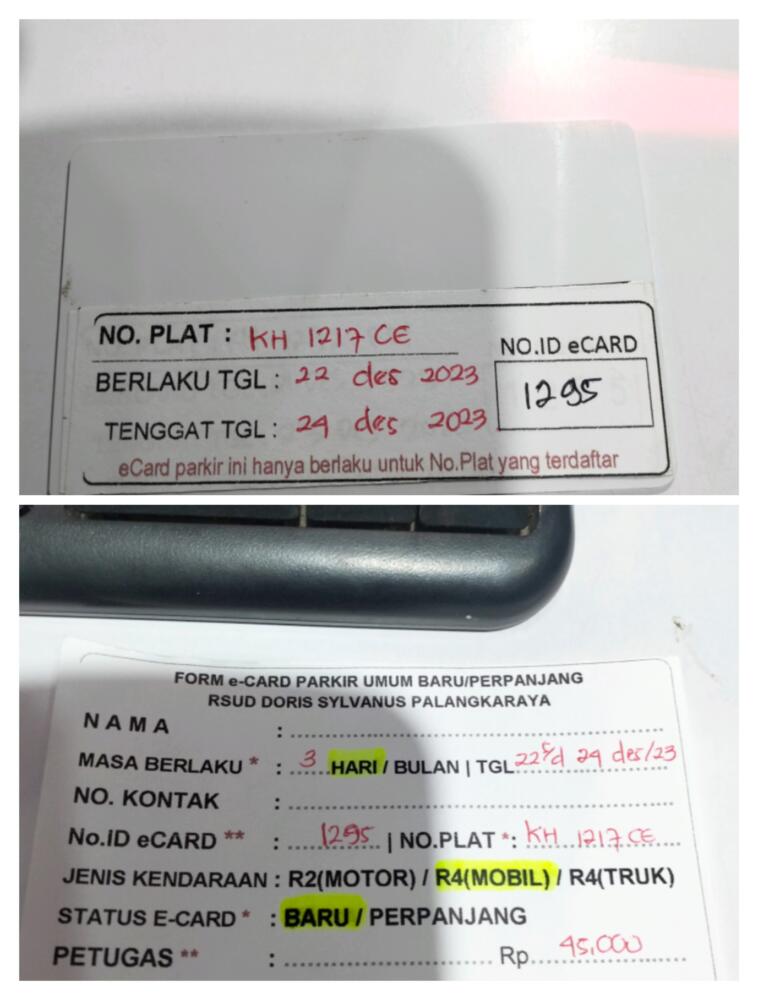 NO. PLAT : KH 1217 CE
NO.ID eCARD
BERLAKU TGL : 22 des 2023
1295
TENGGAT TGL : 24 des 2023
eCard parkir ini hanya berlaku untuk No.Plat yang terdaftar
FORM e-CARD PARKIR UMUM BARU/PERPANJANG
RSUD DORIS SYLVANUS PALANGKARAYA
NAMA : ..........
MASA BERLAKU * : 3 HARI / BULAN | TGL 22 s/d 24 des/23
NO. KONTAK : ..........
No.ID eCARD ** : 1295 | NO.PLAT *: KH 1217 CE
JENIS KENDARAAN : R2(MOTOR) / R4(MOBIL) / R4(TRUK)
STATUS E-CARD * : BARU / PERPANJANG
PETUGAS ** : .......... Rp. 45,000